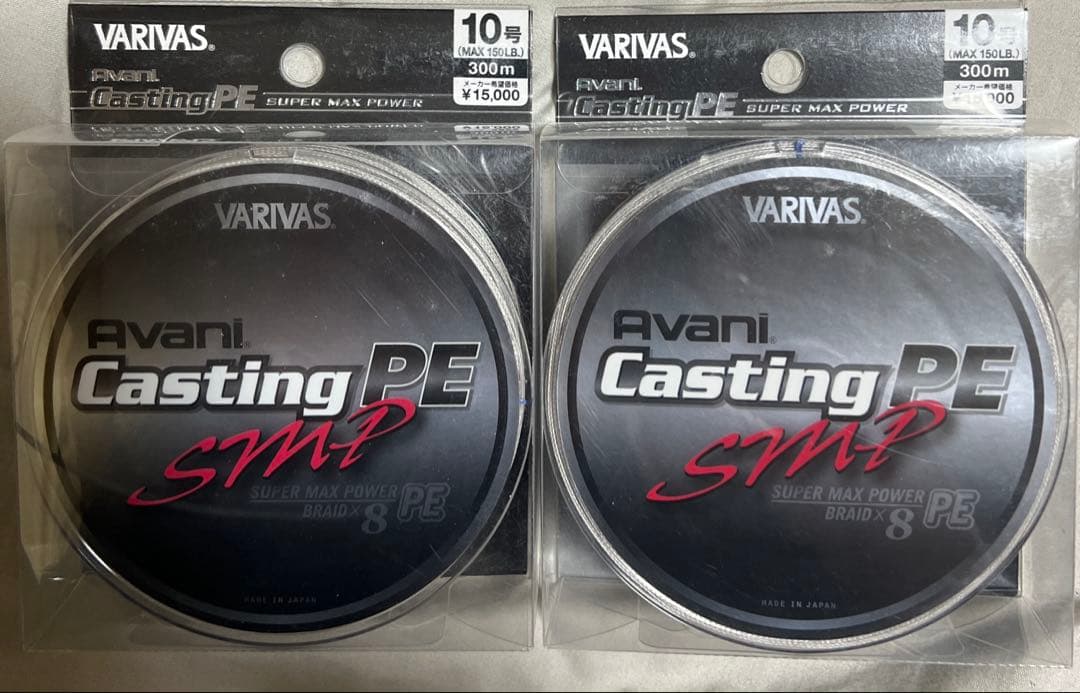 VARIVAS®
Avani
Casting PE SUPER MAX POWER
10号
(MAX 150LB.)
300m
メーカー希望価格
¥15,000
VARIVAS®
Avani®
Casting PE
SMP
SUPER MAX POWER
BRAID×8 PE
MADE IN JAPAN
VARIVAS®
Avani
Casting PE SUPER MAX POWER
10号
(MAX 150LB.)
300m
メーカー希望価格
¥15,000
VARIVAS®
Avani®
Casting PE
SMP
SUPER MAX POWER
BRAID×8 PE
MADE IN JAPAN